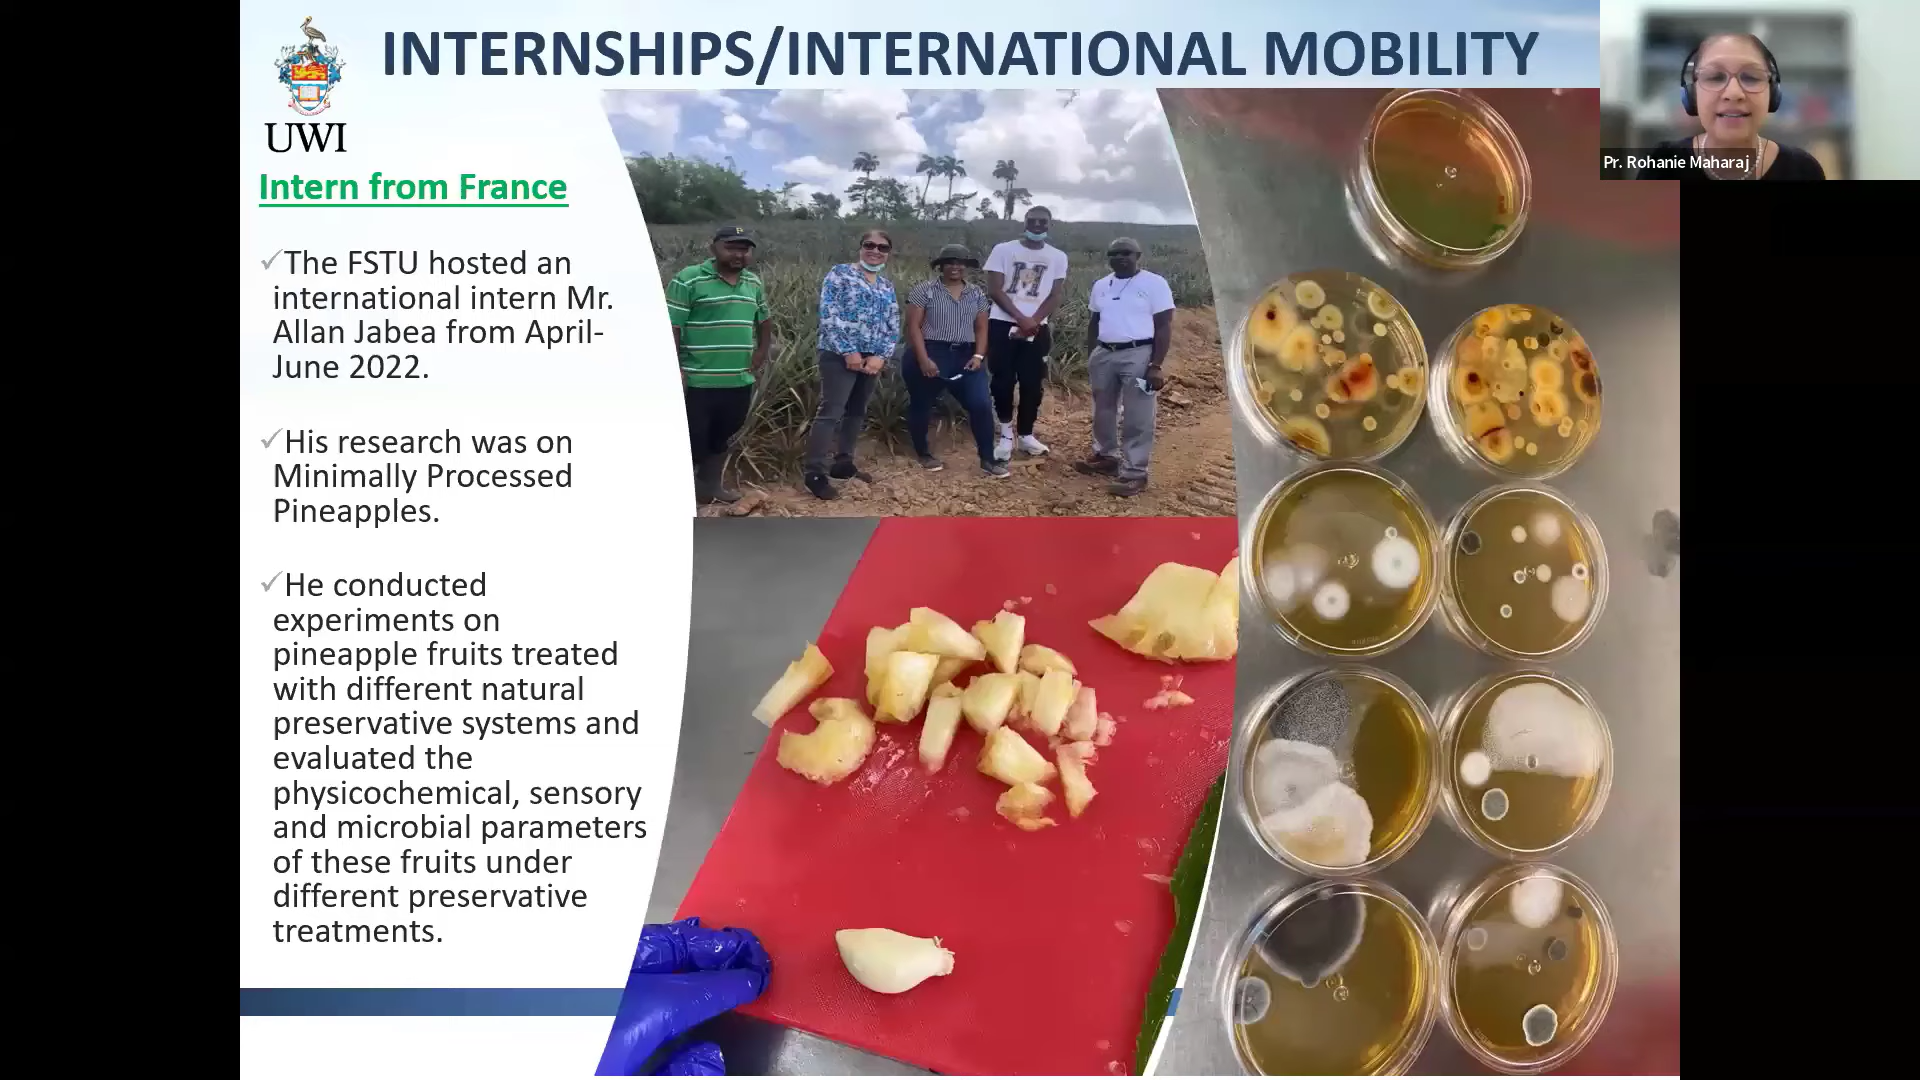 INTERNSHIPS/INTERNATIONAL MOBILITY
UWI
Pr. Rohanie Maharaj
Intern from France
✓The FSTU hosted an
international intern Mr.
Allan Jabea from April-
June 2022.
✓His research was on
Minimally Processed
Pineapples.
✓He conducted
experiments on
pineapple fruits treated
with different natural
preservative systems and
evaluated the
physicochemical, sensory
and microbial parameters
of these fruits under
different preservative
treatments.
M